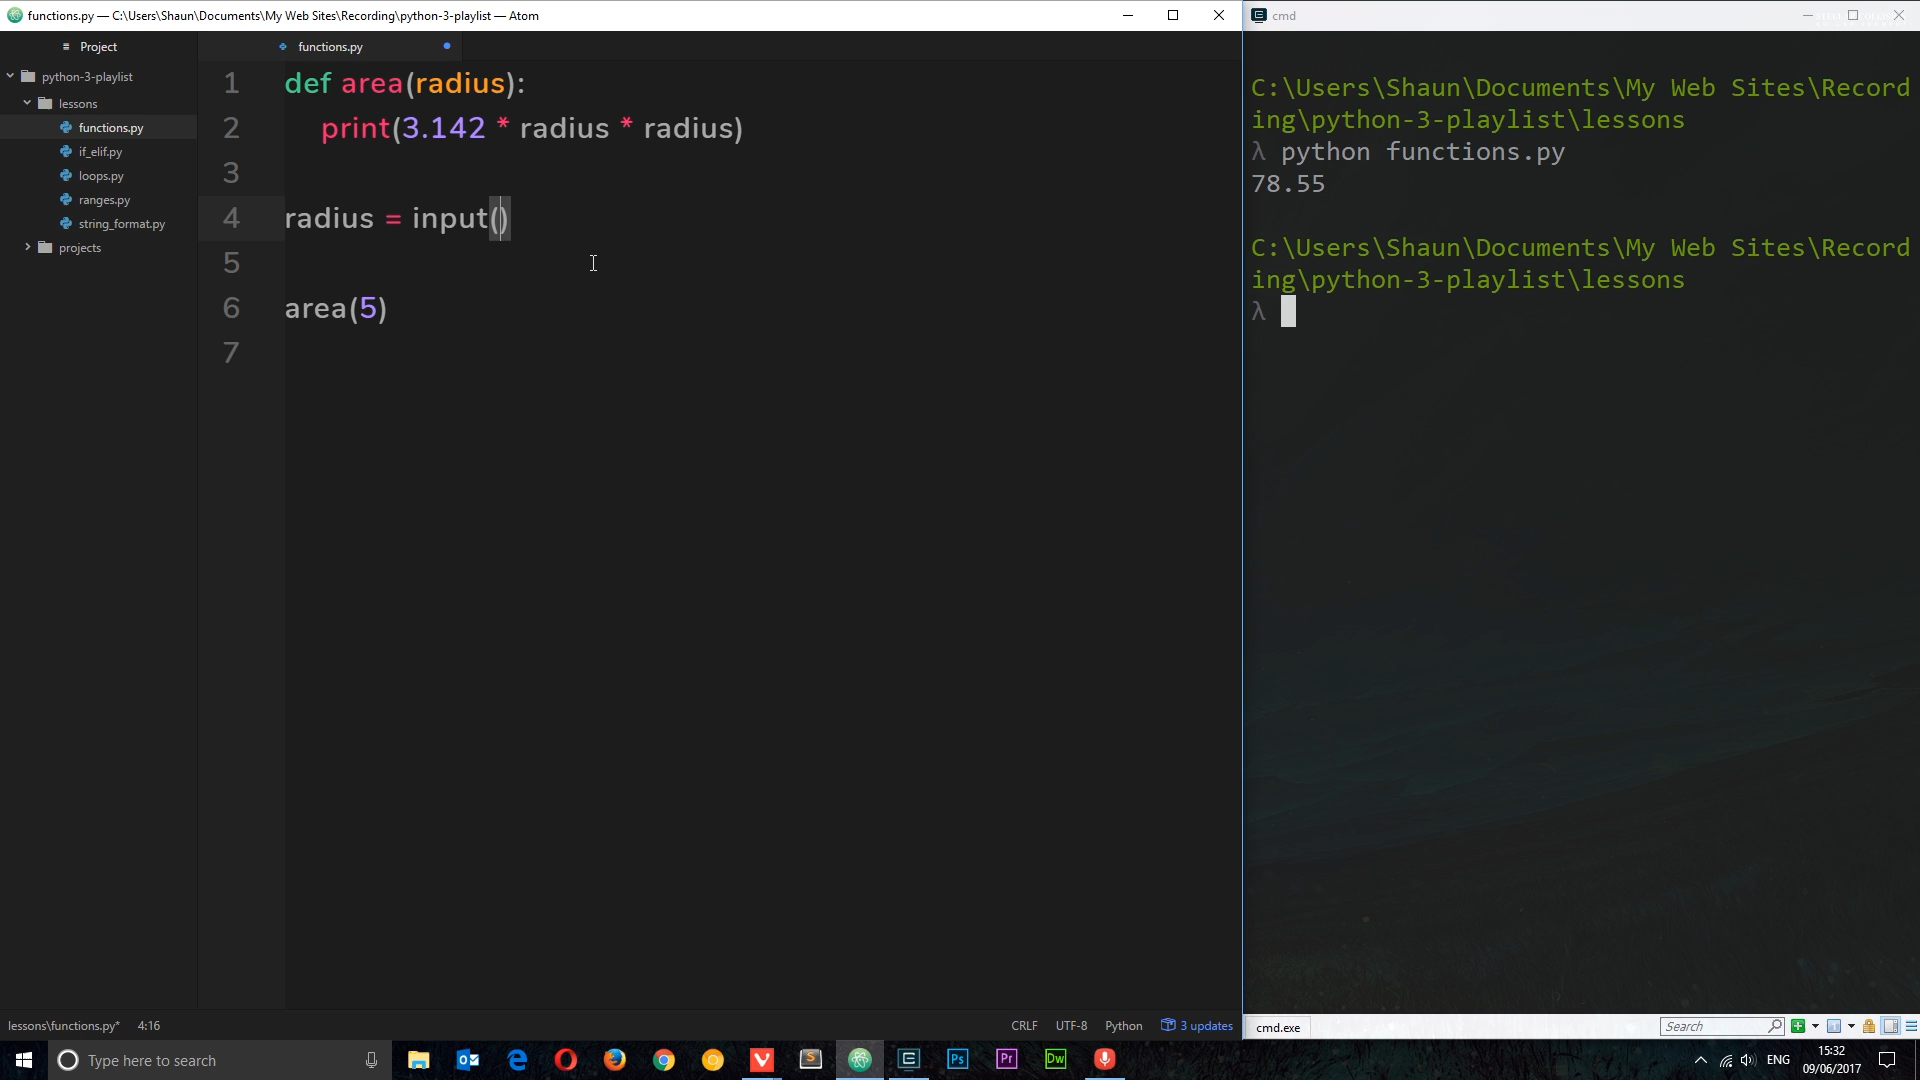 functions.py — C:\Users\Shaun\Documents\My Web Sites\Recording\python-3-playlist — Atom
Project
python-3-playlist
lessons
functions.py
if_elif.py
loops.py
ranges.py
string_format.py
projects
functions.py
1 def area(radius):
2 print(3.142 * radius * radius)
3
4 radius = input()
5
6 area(5)
7
lessons\functions.py* 4:16
CRLF UTF-8 Python 3 updates
cmd
C:\Users\Shaun\Documents\My Web Sites\Record
ing\python-3-playlist\lessons
λ python functions.py
78.55
C:\Users\Shaun\Documents\My Web Sites\Record
ing\python-3-playlist\lessons
λ
cmd.exe
Search
Type here to search
Ps Pr Dw
ENG
15:32
09/06/2017